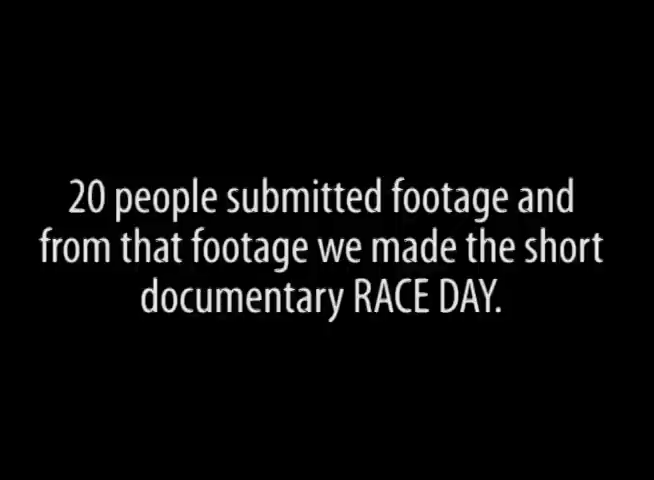 20 people submitted footage and
from that footage we made the short
documentary RACE DAY.